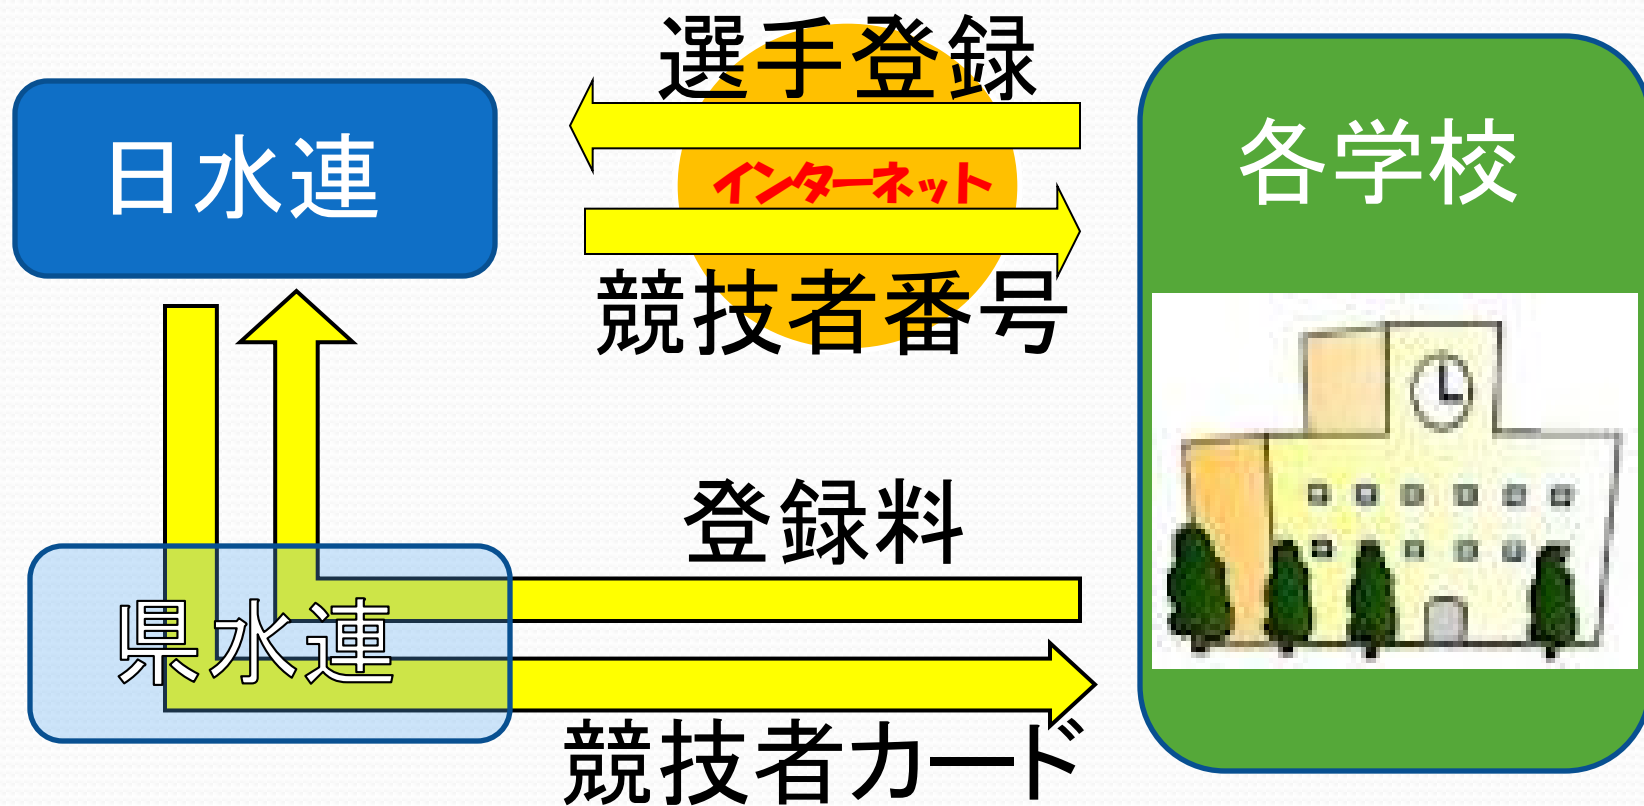 選手登録
日水連
各学校
インターネット
競技者番号
登録料
県水連
競技者カード